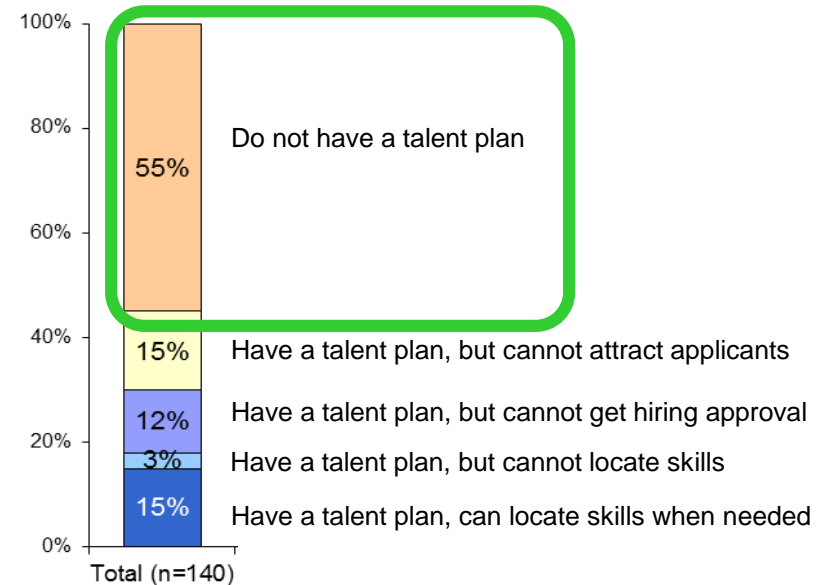 100%
80%
60%
40%
20%
0%
55%
Do not have a talent plan
15%
Have a talent plan, but cannot attract applicants
12%
Have a talent plan, but cannot get hiring approval
3%
Have a talent plan, but cannot locate skills
15%
Have a talent plan, can locate skills when needed
Total (n=140)